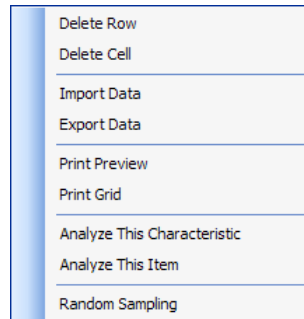 Delete Row
Delete Cell
Import Data
Export Data
Print Preview
Print Grid
Analyze This Characteristic
Analyze This Item
Random Sampling